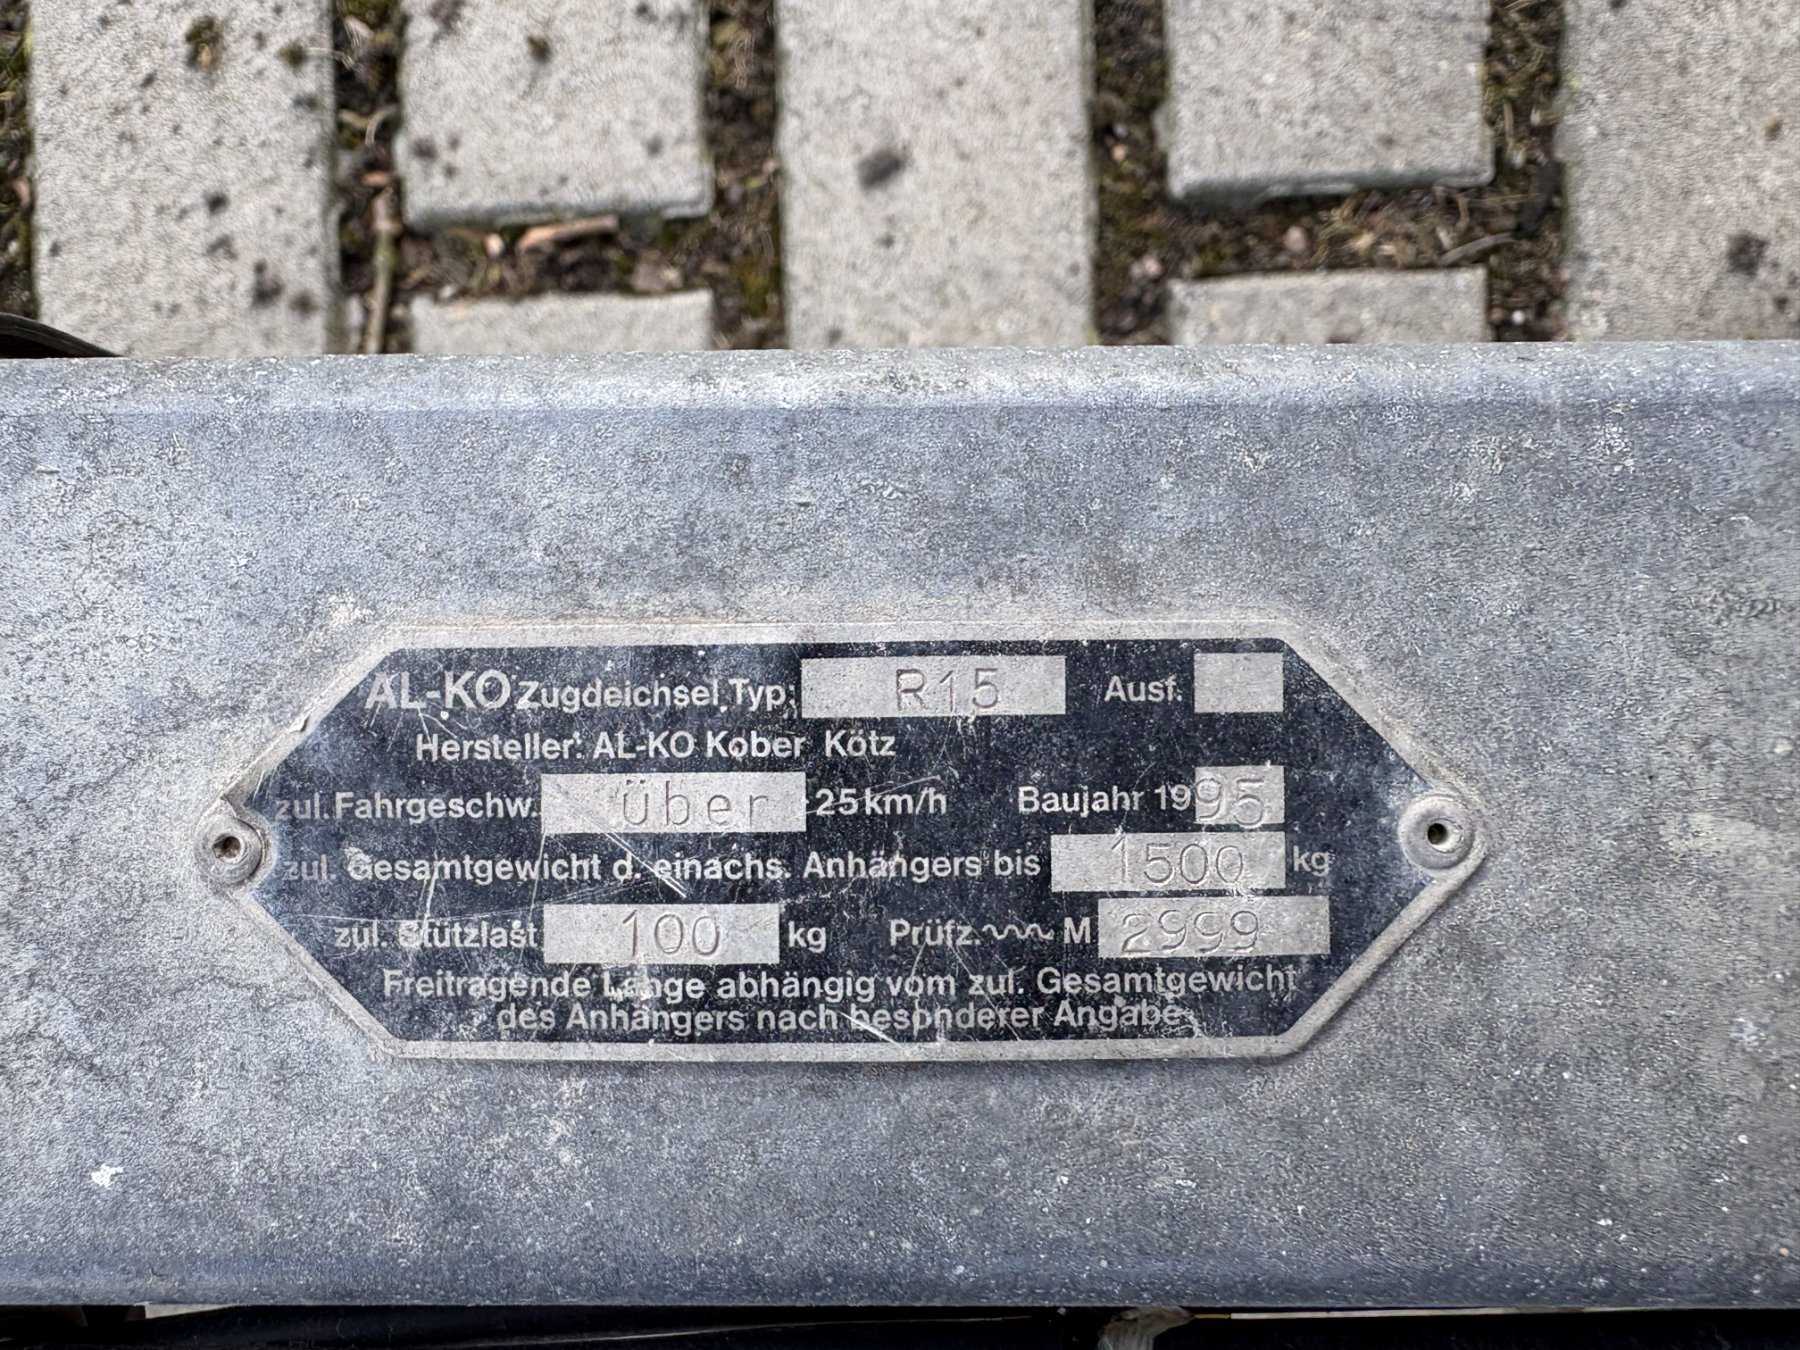 AL-KO Zugdeichsel Typ: R15 Ausf.
Hersteller: AL-KO Kober Kötz
zul. Fahrgeschw. über 25 km/h Baujahr 1995
zul. Gesamtgewicht d. einachs. Anhängers bis 1500 kg
zul. Stützlast 100 kg Prüfz. M 2999
Freitragende Länge abhängig vom zul. Gesamtgewicht
des Anhängers nach besonderer Angabe